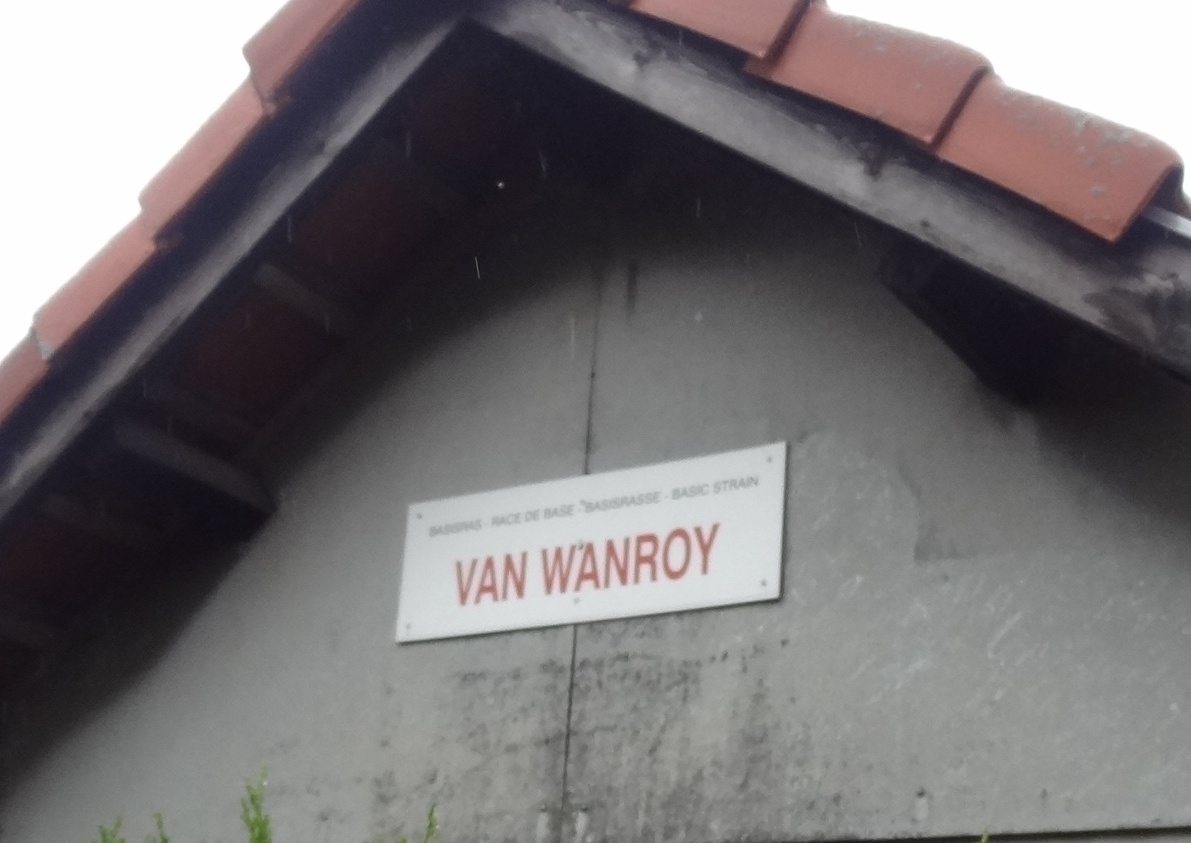 BASISRAS - RACE DE BASE - BASISRASSE - BASIC STRAIN
VAN WANROY